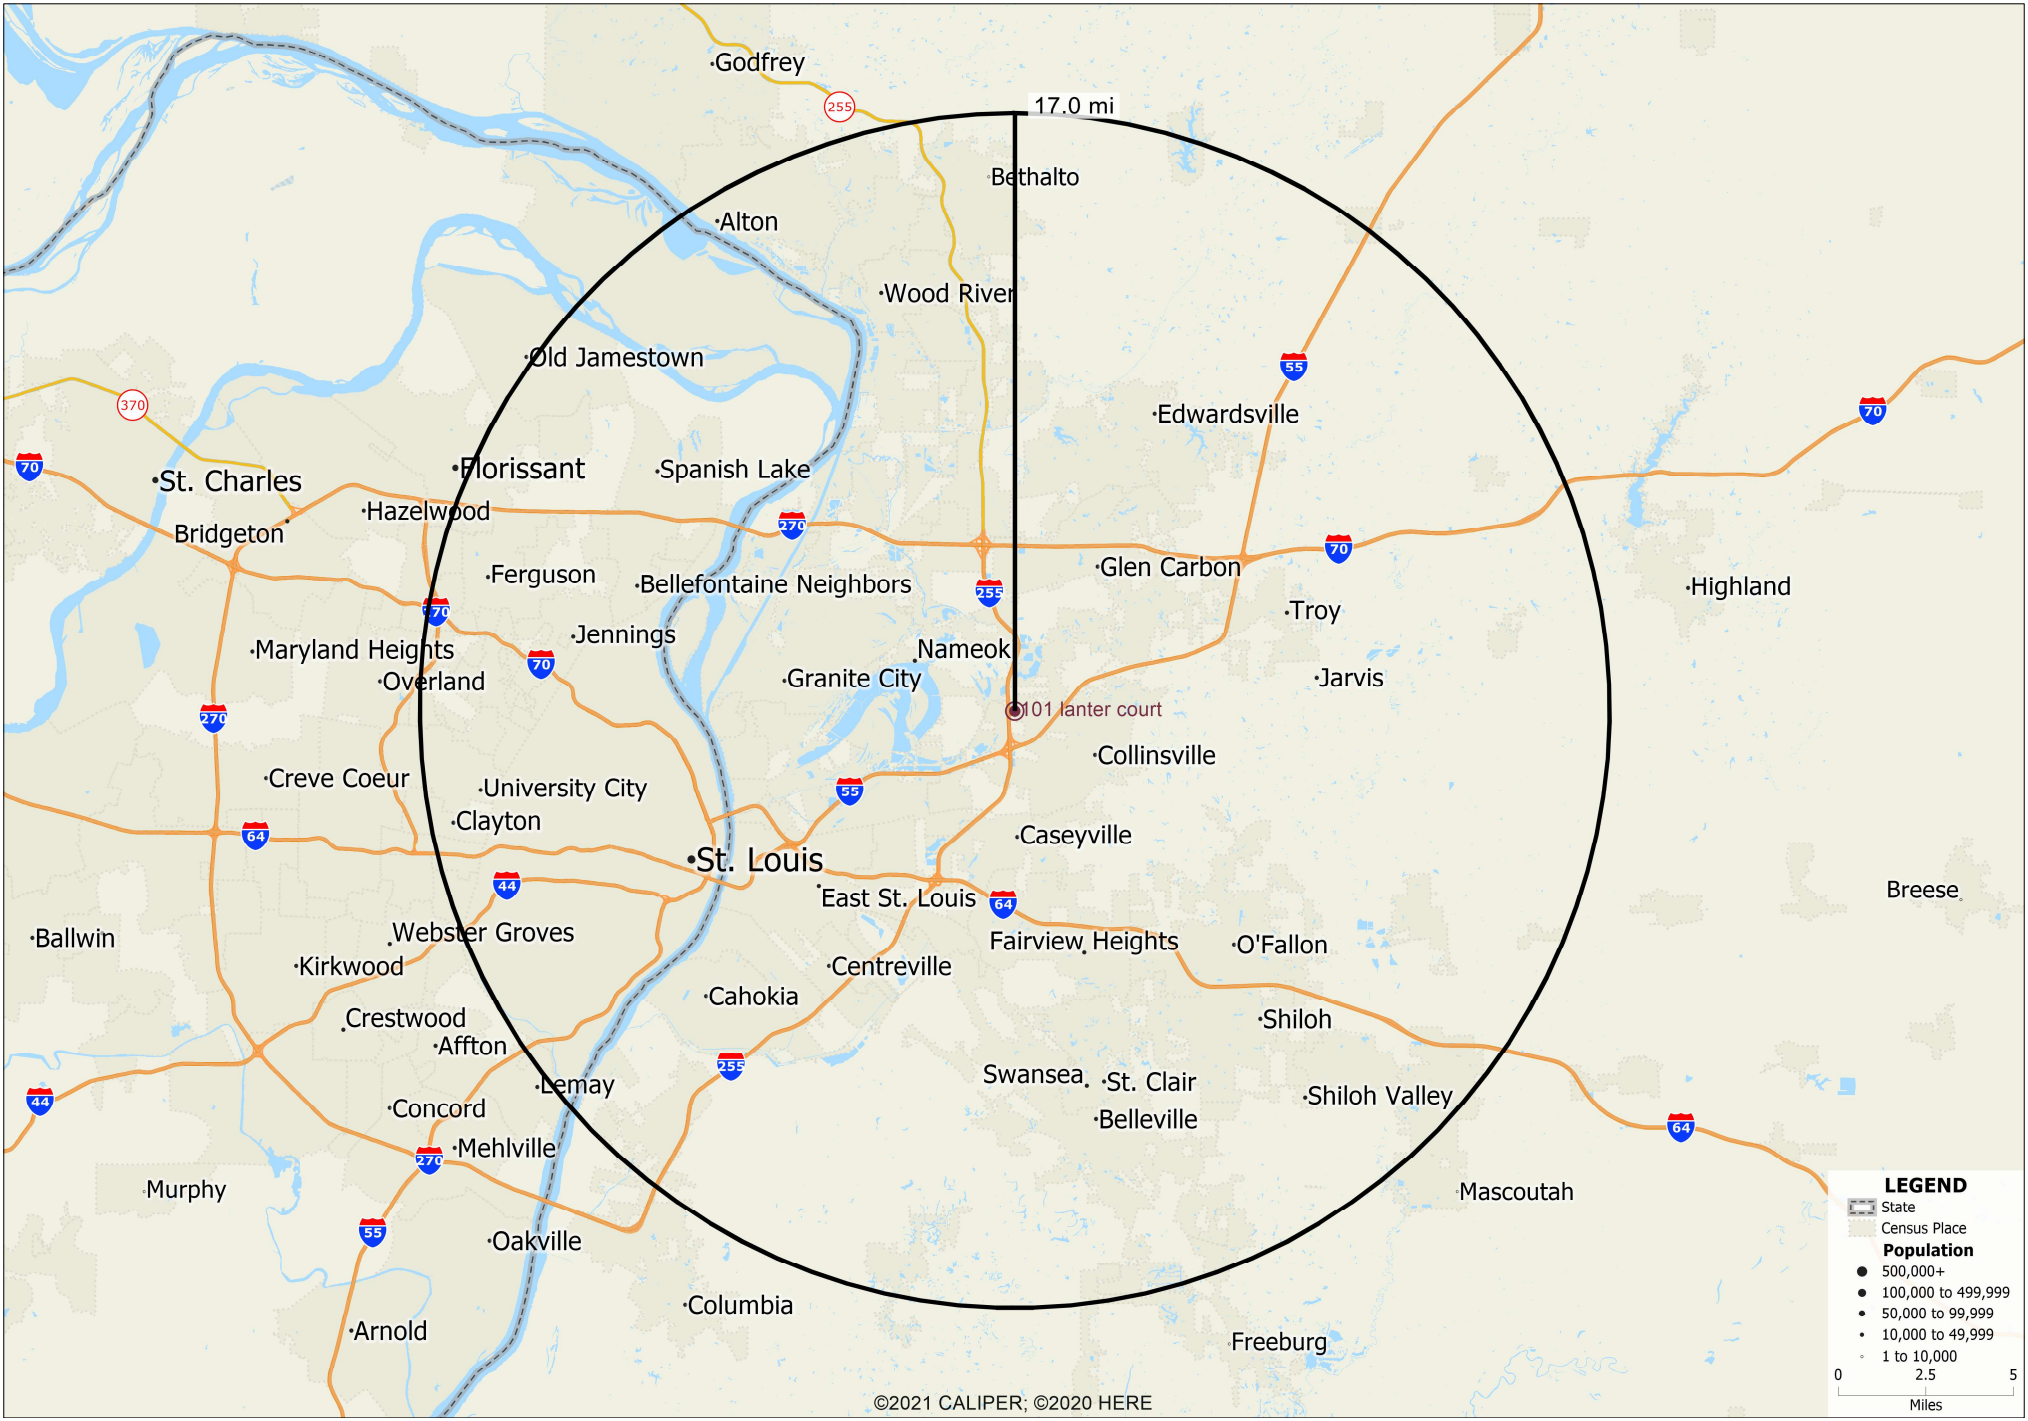 Godfrey
255
17.0 mi
Bethalto
Alton
Wood River
Old Jamestown
55
370
70
Edwardsville
70
St. Charles
Florissant
Spanish Lake
Hazelwood
Bridgeton
270
70
Glen Carbon
Ferguson
Bellefontaine Neighbors
255
Highland
Troy
170
Jennings
Maryland Heights
70
Nameok
Overland
Granite City
Jarvis
270
101 lanter court
Collinsville
Creve Coeur
University City
55
Clayton
64
Caseyville
St. Louis
44
East St. Louis
64
Breese
Ballwin
Webster Groves
Fairview Heights
O'Fallon
Kirkwood
Centreville
Cahokia
Crestwood
Shiloh
Affton
255
Swansea
St. Clair
Lemay
44
Shiloh Valley
Concord
Belleville
64
Mehlville
270
Murphy
Mascoutah
55
Oakville
Columbia
Arnold
Freeburg
LEGEND
State
Census Place
Population
500,000+
100,000 to 499,999
50,000 to 99,999
10,000 to 49,999
1 to 10,000
0 2.5 5
Miles
©2021 CALIPER; ©2020 HERE